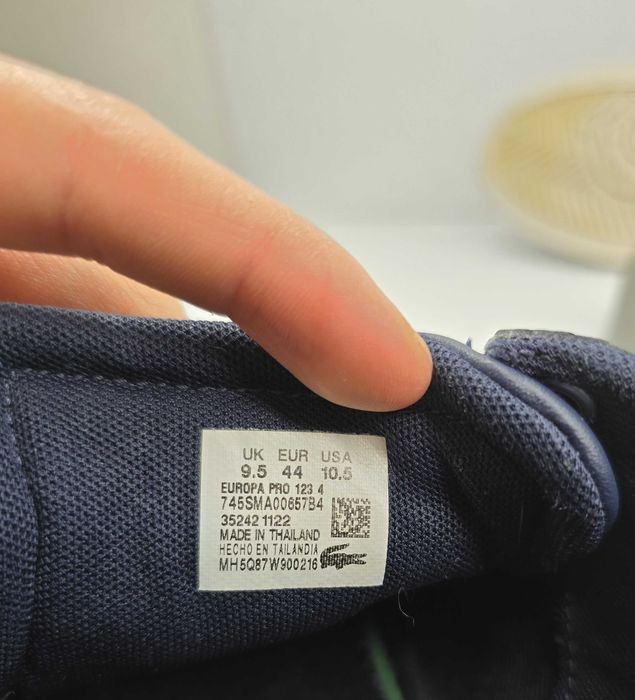 UK EUR USA
9.5 44 10.5
EUROPA PRO 123 4
745SMA00657B4
35242 1122
MADE IN THAILAND
HECHO EN TAILANDIA
MH5Q87W900216